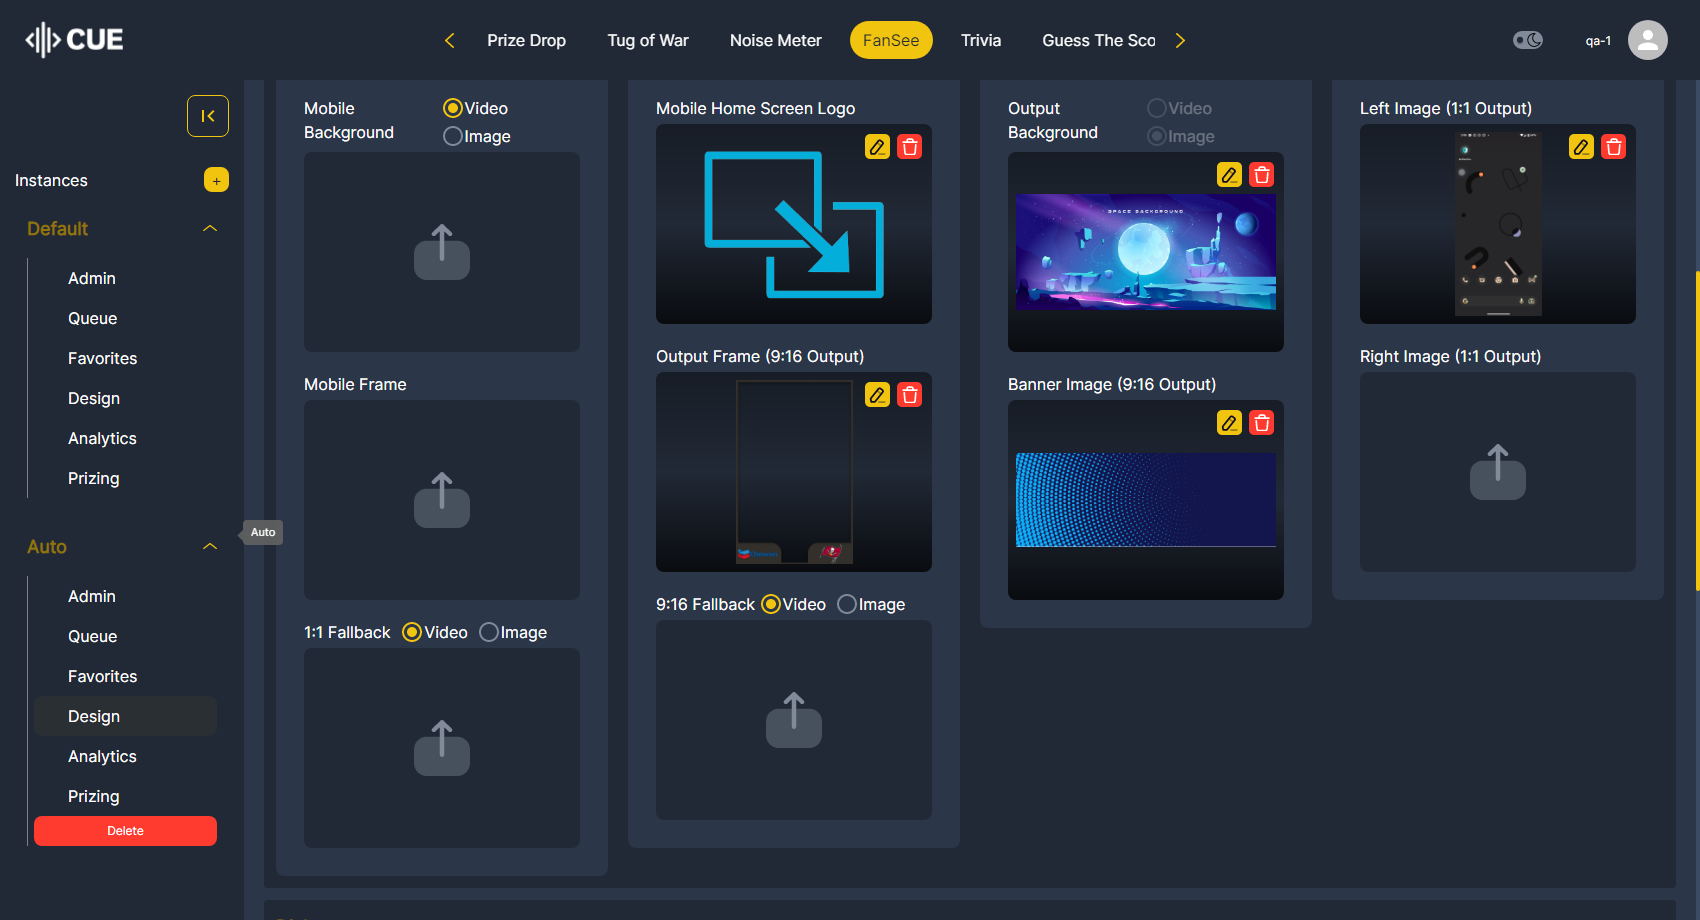 CUE
Prize Drop
Tug of War
Noise Meter
FanSee
Trivia
Guess The Sco
qa-1
Instances
+
Default
Admin
Queue
Favorites
Design
Analytics
Prizing
Auto
Auto
Admin
Queue
Favorites
Design
Analytics
Prizing
Delete
Mobile
Background
Video
Image
Mobile Frame
1:1 Fallback
Video
Image
Mobile Home Screen Logo
Output Frame (9:16 Output)
9:16 Fallback
Video
Image
Output
Background
Video
Image
SPACE BACKGROUND
Banner Image (9:16 Output)
Left Image (1:1 Output)
Right Image (1:1 Output)